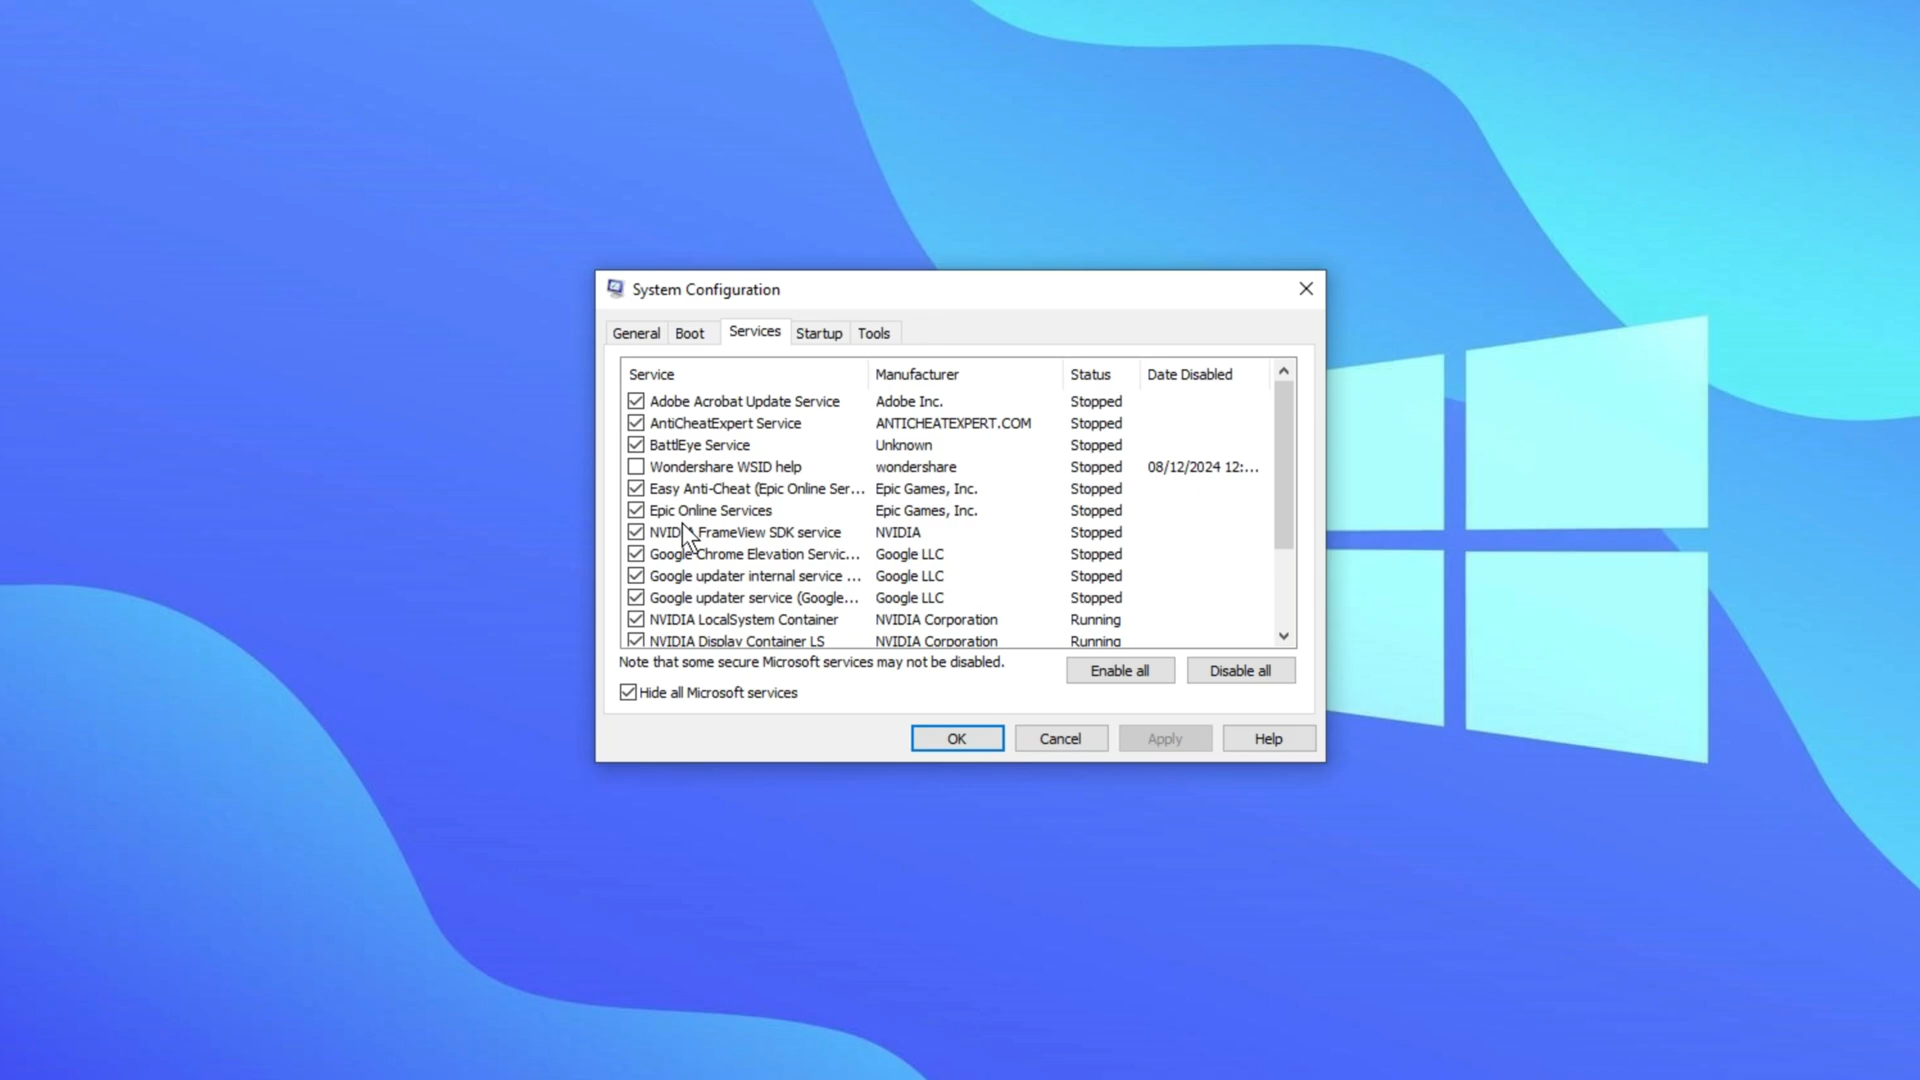 System Configuration
General Boot Services Startup Tools
Service Manufacturer Status Date Disabled
Adobe Acrobat Update Service Adobe Inc. Stopped
AntiCheatExpert Service ANTICHEATEXPERT.COM Stopped
BattlEye Service Unknown Stopped
Wondershare WSID help wondershare Stopped 08/12/2024 12:...
Easy Anti-Cheat (Epic Online Ser... Epic Games, Inc. Stopped
Epic Online Services Epic Games, Inc. Stopped
NVIDIA FrameView SDK service NVIDIA Stopped
Google Chrome Elevation Servic... Google LLC Stopped
Google updater internal service ... Google LLC Stopped
Google updater service (Google... Google LLC Stopped
NVIDIA LocalSystem Container NVIDIA Corporation Running
NVIDIA Display Container LS NVIDIA Corporation Running
Note that some secure Microsoft services may not be disabled. Enable all Disable all
Hide all Microsoft services
OK Cancel Apply Help